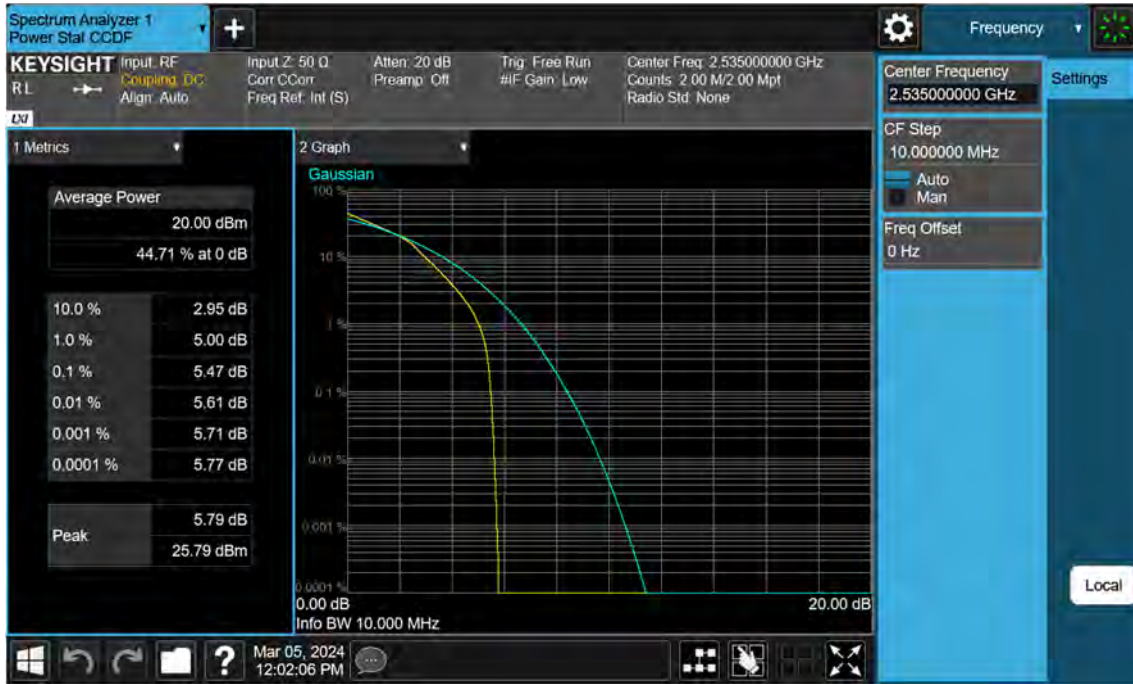 Spectrum Analyzer 1
Power Stat CCDF
Frequency
KEYSIGHT
RL
LXI
Input: RF
Coupling: DC
Align: Auto
Input Z: 50 Ω
Corr CCorr
Freq Ref: Int (S)
Atten: 20 dB
Preamp: Off
Trig: Free Run
#IF Gain: Low
Center Freq: 2.535000000 GHz
Counts: 2.00 M/2.00 Mpt
Radio Std: None
Center Frequency
2.535000000 GHz
Settings
CF Step
10.000000 MHz
Auto
Man
Freq Offset
0 Hz
1 Metrics
Average Power
20.00 dBm
44.71 % at 0 dB
10.0 % 2.95 dB
1.0 % 5.00 dB
0.1 % 5.47 dB
0.01 % 5.61 dB
0.001 % 5.71 dB
0.0001 % 5.77 dB
Peak
5.79 dB
25.79 dBm
2 Graph
Gaussian
100 %
10 %
1 %
0.1 %
0.01 %
0.001 %
0.0001 %
0.00 dB 20.00 dB
Info BW 10.000 MHz
Local
?
Mar 05, 2024
12:02:06 PM